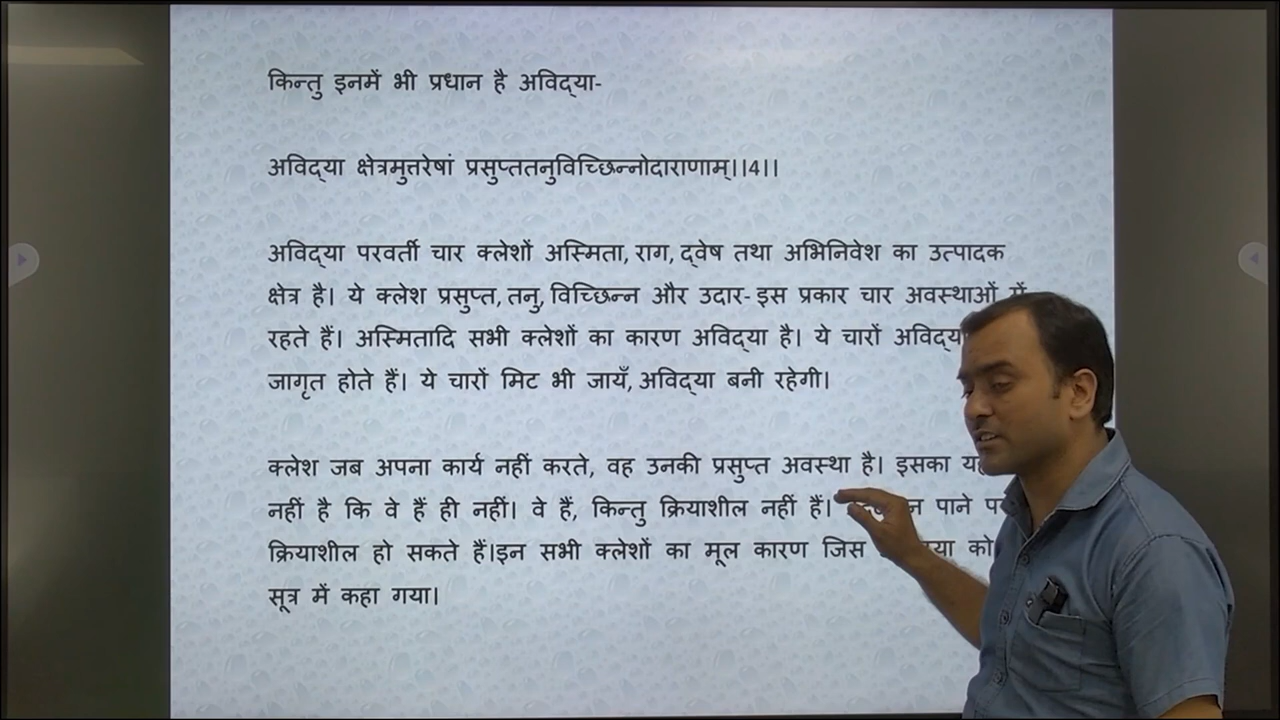 किन्तु इनमें भी प्रधान है अविद्या-
अविद्या क्षेत्रमुत्तरेषां प्रसुप्ततनुविच्छिन्नोदाराणाम्।।4।।
अविद्या परवर्ती चार क्लेशों अस्मिता, राग, द्वेष तथा अभिनिवेश का उत्पादक
क्षेत्र है। ये क्लेश प्रसुप्त, तनु, विच्छिन्न और उदार- इस प्रकार चार अवस्थाओं में
रहते हैं। अस्मितादि सभी क्लेशों का कारण अविद्या है। ये चारों
जागृत होते हैं। ये चारों मिट भी जायँ, अविद्या बनी रहेगी।
क्लेश जब अपना कार्य नहीं करते, वह उनकी प्रसुप्त अवस्था है। इसका
नहीं है कि वे हैं ही नहीं। वे हैं, किन्तु क्रियाशील नहीं हैं। पाने
क्रियाशील हो सकते हैं।इन सभी क्लेशों का मूल कारण जिस को
सूत्र में कहा गया।